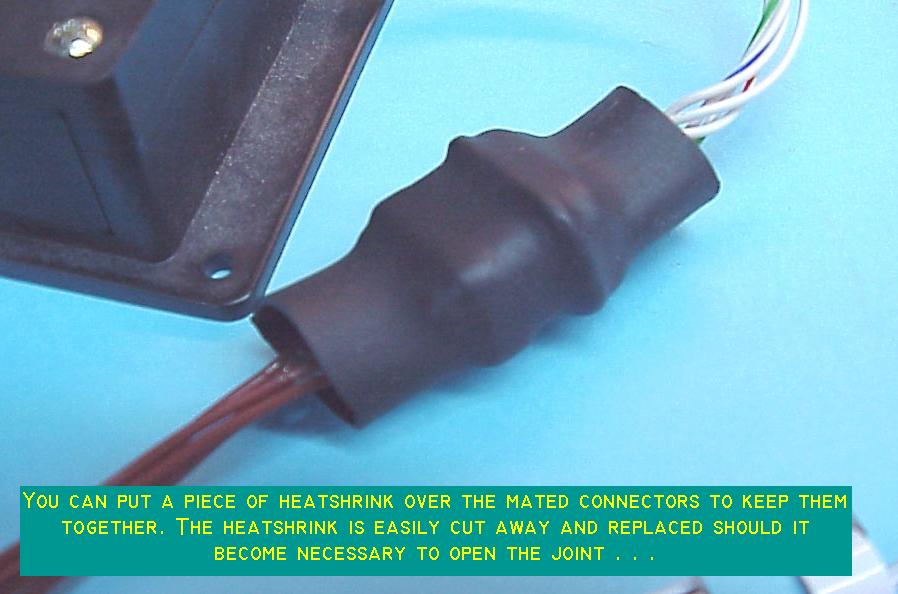 You can put a piece of heatshrink over the mated connectors to keep them
together. The heatshrink is easily cut away and replaced should it
become necessary to open the joint . . .